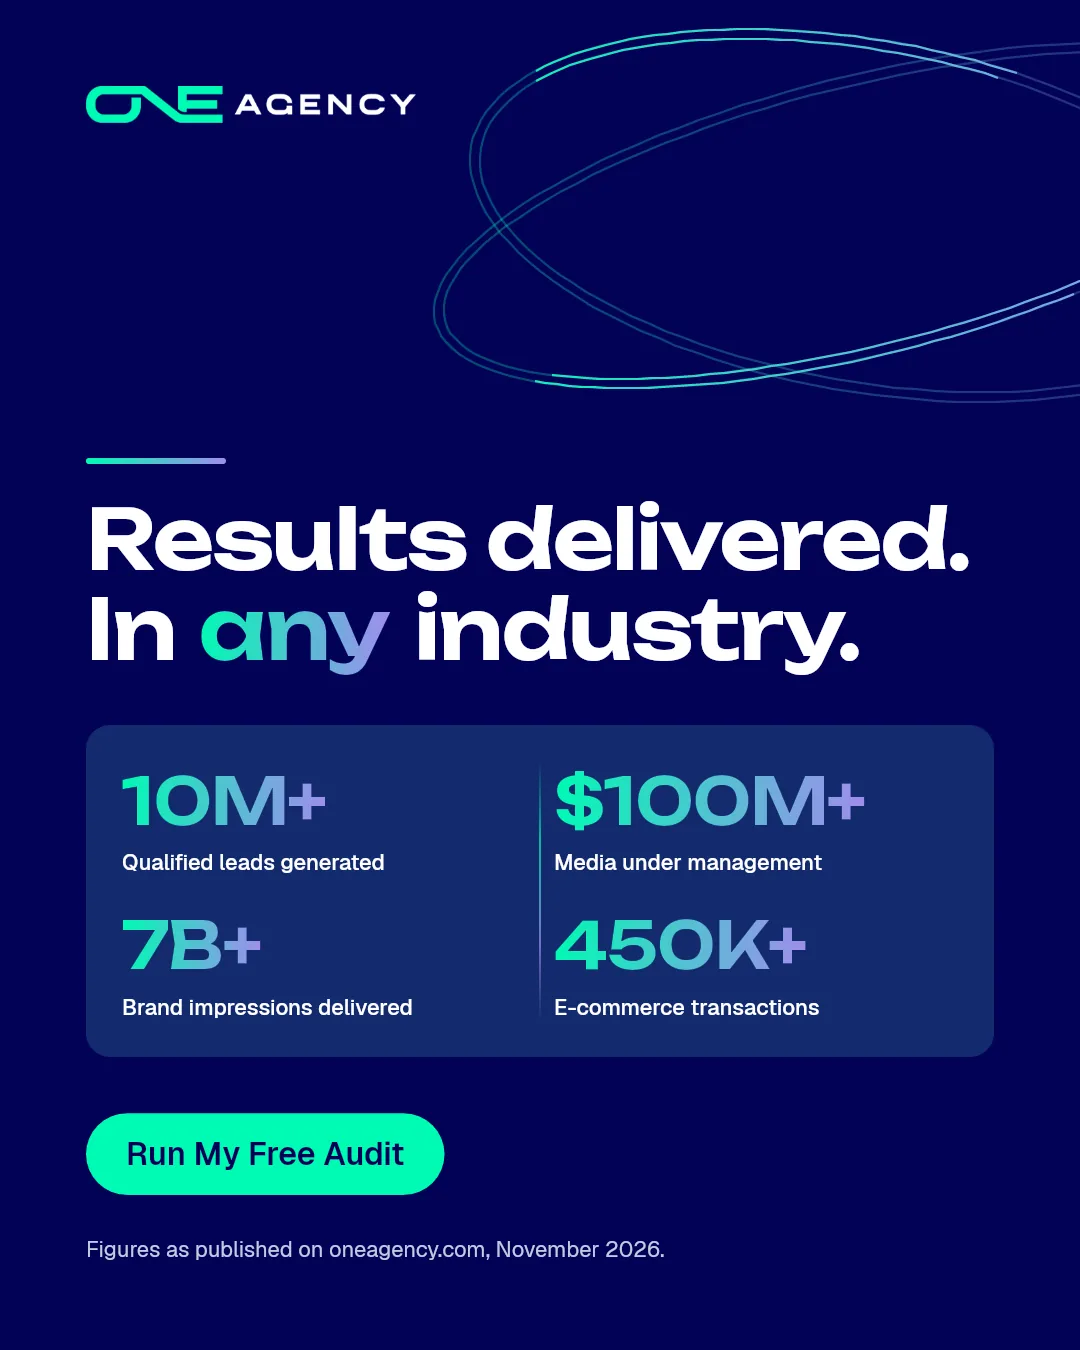 ONE AGENCY
Results delivered.
In any industry.
10M+
Qualified leads generated
$100M+
Media under management
7B+
Brand impressions delivered
450K+
E-commerce transactions
Run My Free Audit
Figures as published on oneagency.com, November 2026.